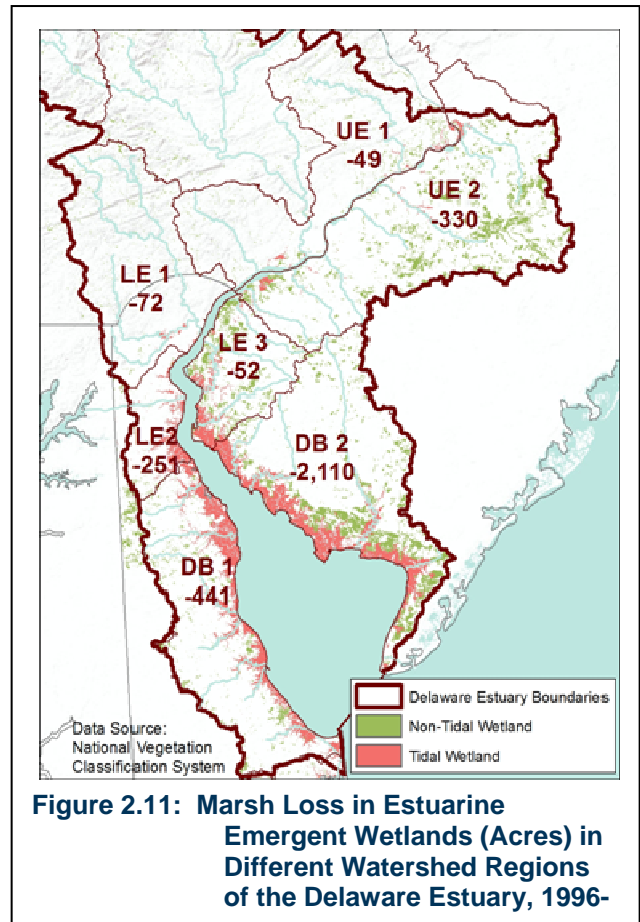 UE 1
-49
UE 2
-330
LE 1
-72
LE 3
-52
LE2
-251
DB 2
-2,110
DB 1
-441
Data Source:
National Vegetation
Classification System
Delaware Estuary Boundaries
Non-Tidal Wetland
Tidal Wetland
Figure 2.11: Marsh Loss in Estuarine
Emergent Wetlands (Acres) in
Different Watershed Regions
of the Delaware Estuary, 1996-